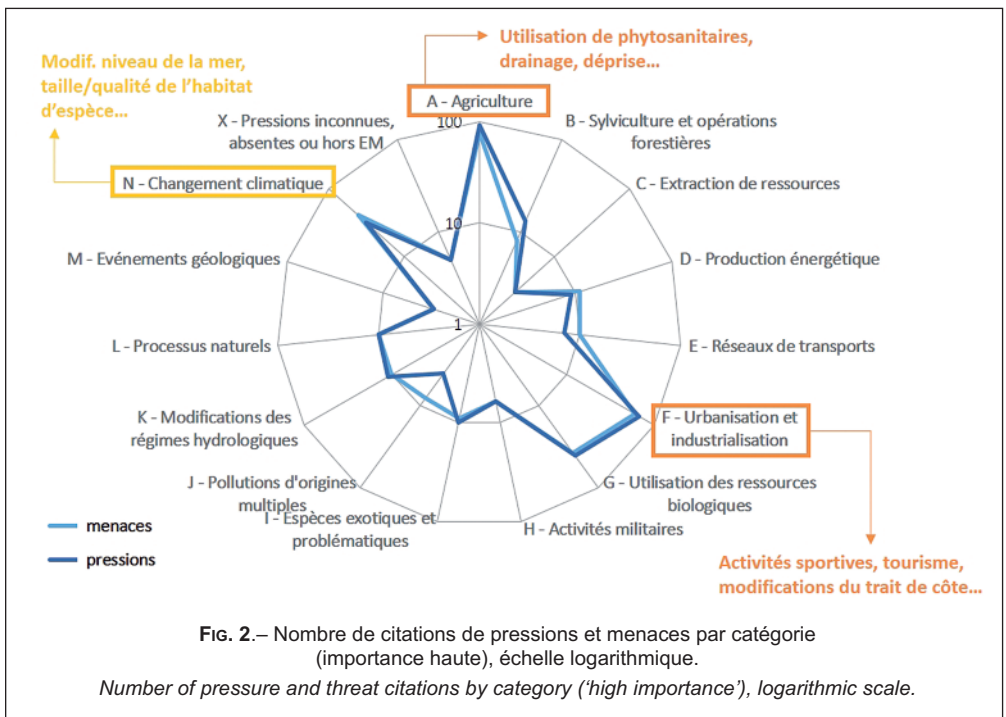 Utilisation de phytosanitaires,
drainage, déprise...
Modif. niveau de la mer,
taille/qualité de l'habitat
d'espèce...
A - Agriculture
X - Pressions inconnues,
absentes ou hors EM
100
B - Sylviculture et opérations
forestières
N - Changement climatique
C - Extraction de ressources
10
M - Evénements géologiques
D - Production énergétique
1
L - Processus naturels
E - Réseaux de transports
K - Modifications des
régimes hydrologiques
F - Urbanisation et
industrialisation
J - Pollutions d'origines
multiples
G - Utilisation des ressources
biologiques
I - Espèces exotiques et
problématiques
H - Activités militaires
menaces
pressions
Activités sportives, tourisme,
modifications du trait de côte...
FIG. 2.– Nombre de citations de pressions et menaces par catégorie
(importance haute), échelle logarithmique.
Number of pressure and threat citations by category (‘high importance’), logarithmic scale.